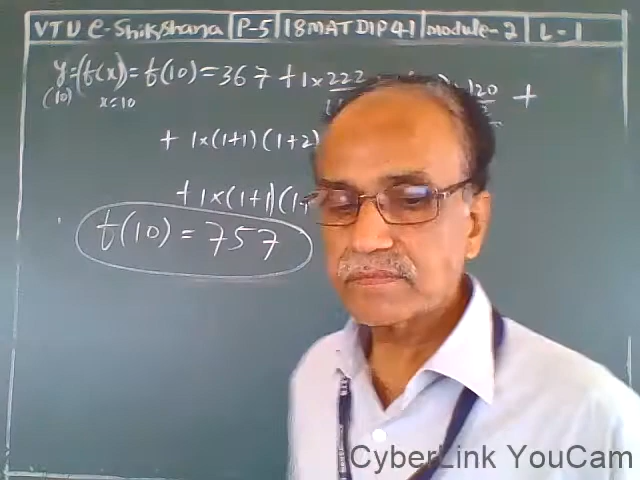 VTU e-Shikshana P-5 18MATDIP41 module-2 L-1
y(10) = (f(x))x=10 = f(10) = 367 + 1 × 222 120 +
+ 1×(1+1)(1+2)
+ 1×(1+1)(1+
f(10) = 757
CyberLink YouCam